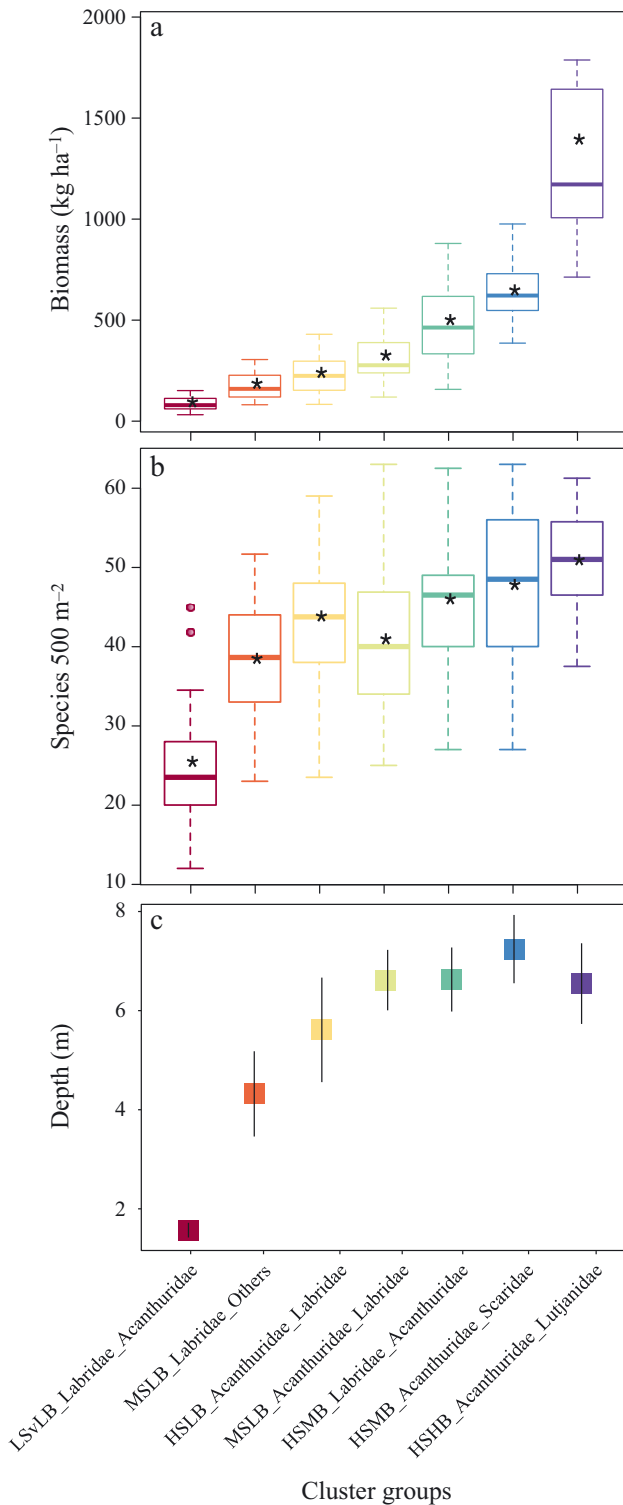 a
2000
1500
1000
500
0
Biomass (kg ha⁻¹)
b
60
50
40
30
20
10
Species 500 m⁻²
c
8
6
4
2
Depth (m)
LSvLB_Labridae_Acanthuridae
MSLB_Labridae_Others
HSLB_Acanthuridae_Labridae
MSLB_Acanthuridae_Labridae
HSMB_Labridae_Acanthuridae
HSMB_Acanthuridae_Scaridae
HSHB_Acanthuridae_Lutjanidae
Cluster groups